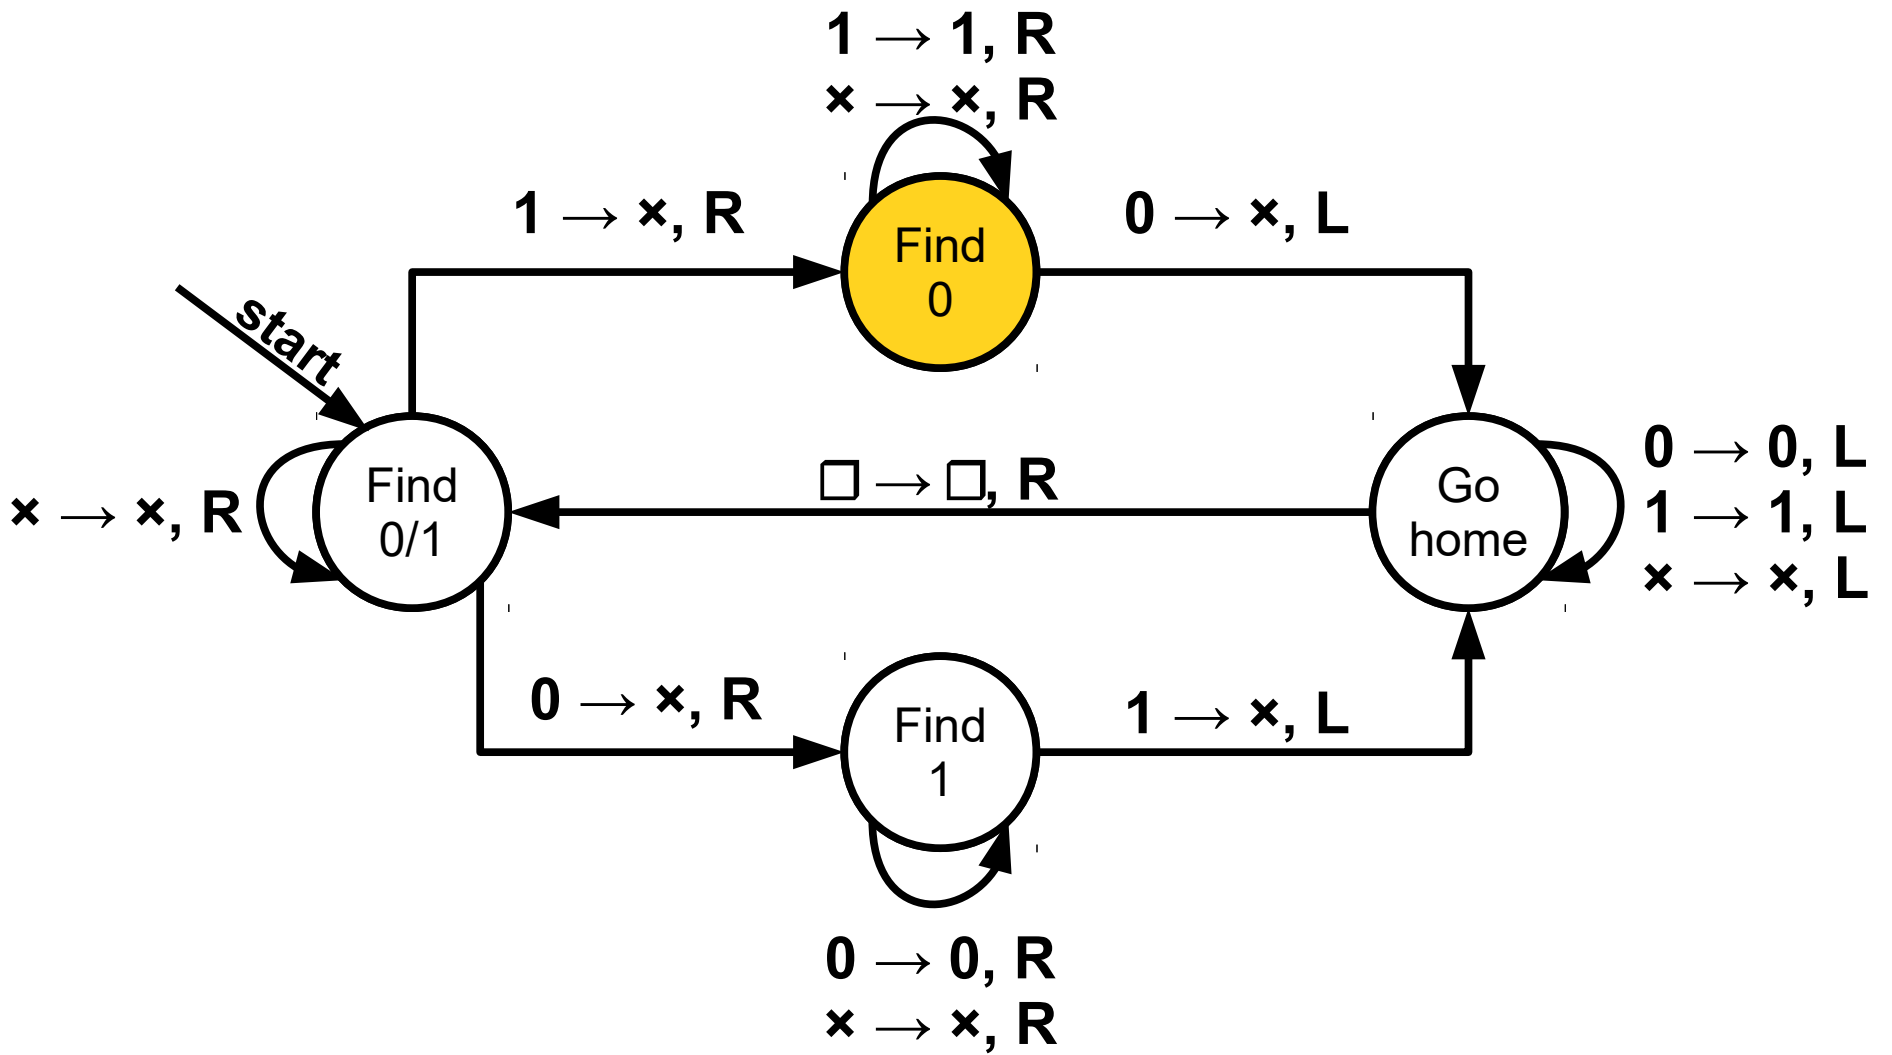 1 → 1, R
× → ×, R
1 → ×, R
Find
0
0 → ×, L
start
Find
0/1
× → ×, R
□ → □, R
Go
home
0 → 0, L
1 → 1, L
× → ×, L
0 → ×, R
Find
1
1 → ×, L
0 → 0, R
× → ×, R